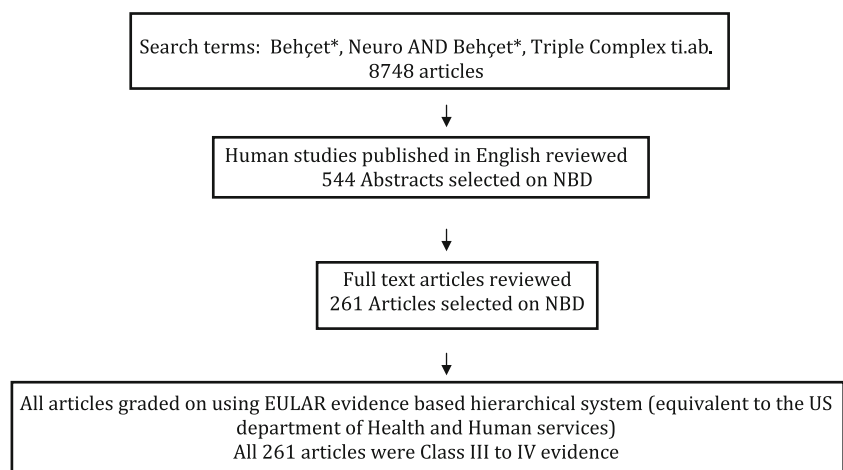 Search terms: Behçet*, Neuro AND Behçet*, Triple Complex ti.ab.
8748 articles
Human studies published in English reviewed
544 Abstracts selected on NBD
Full text articles reviewed
261 Articles selected on NBD
All articles graded on using EULAR evidence based hierarchical system (equivalent to the US
department of Health and Human services)
All 261 articles were Class III to IV evidence